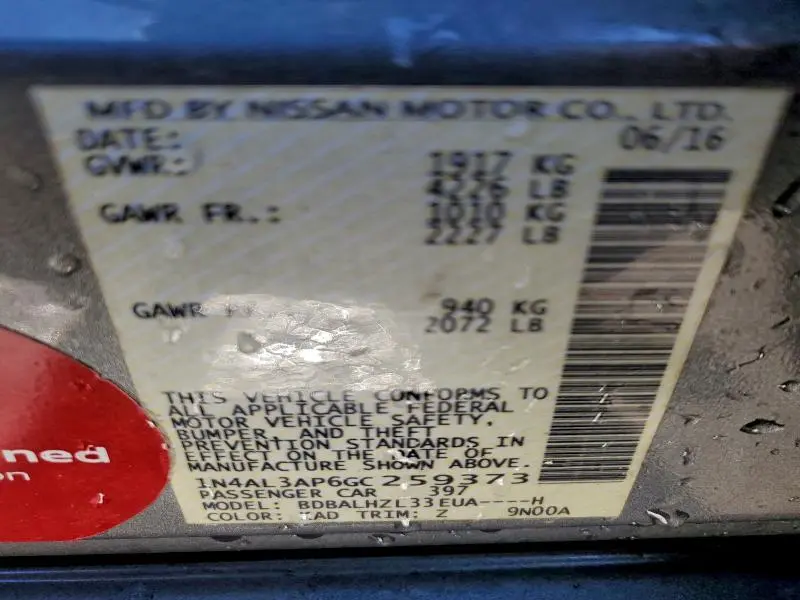 MFD BY NISSAN MOTOR CO., LTD.
DATE: 06/16
GVWR: 1917 KG
4226 LB
GAWR FR.: 1010 KG
2227 LB
GAWR 940 KG
2072 LB
THIS VEHICLE CONFORMS TO
ALL APPLICABLE FEDERAL
MOTOR VEHICLE SAFETY,
BUMPER, AND THEFT
PREVENTION STANDARDS IN
EFFECT ON THE DATE OF
MANUFACTURE SHOWN ABOVE.
1N4AL3AP6GC259373
PASSENGER CAR 397
MODEL: BDBALHZL33EUA----H
COLOR: TRIM: Z 9N00A
ned
on